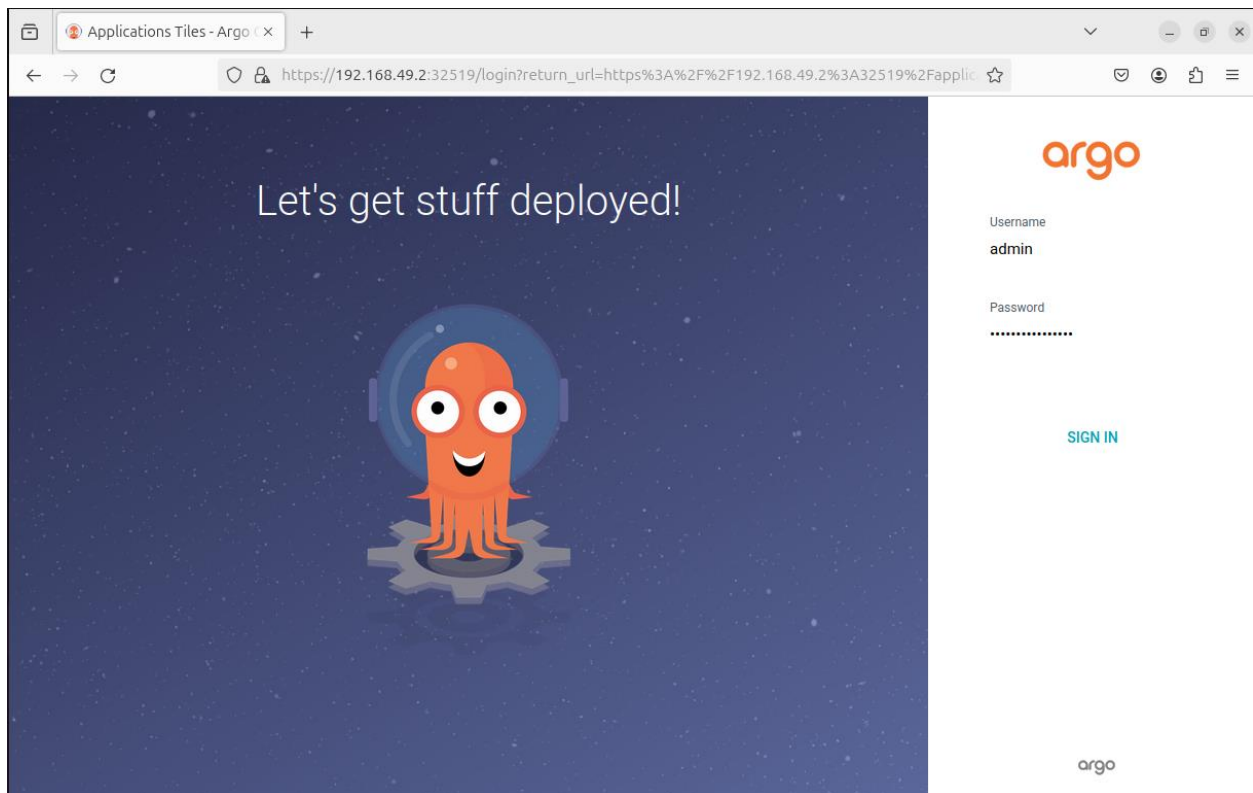 Applications Tiles - Argo C
https://192.168.49.2:32519/login?return_url=https%3A%2F%2F192.168.49.2%3A32519%2Fapplic
Let's get stuff deployed!
argo
Username
admin
Password
••••••••••••••••
SIGN IN
argo